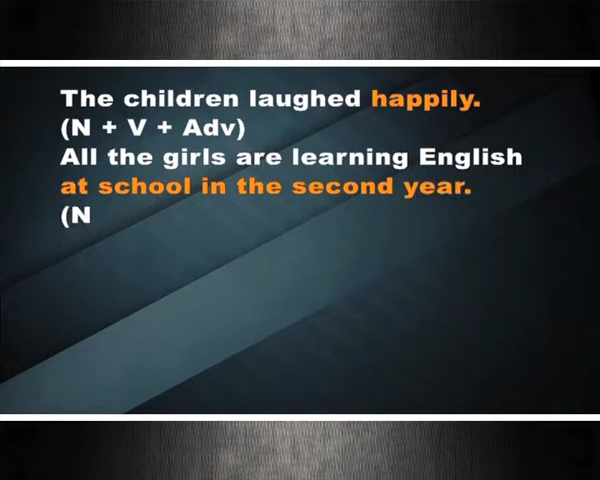 The children laughed happily.
(N + V + Adv)
All the girls are learning English
at school in the second year.
(N